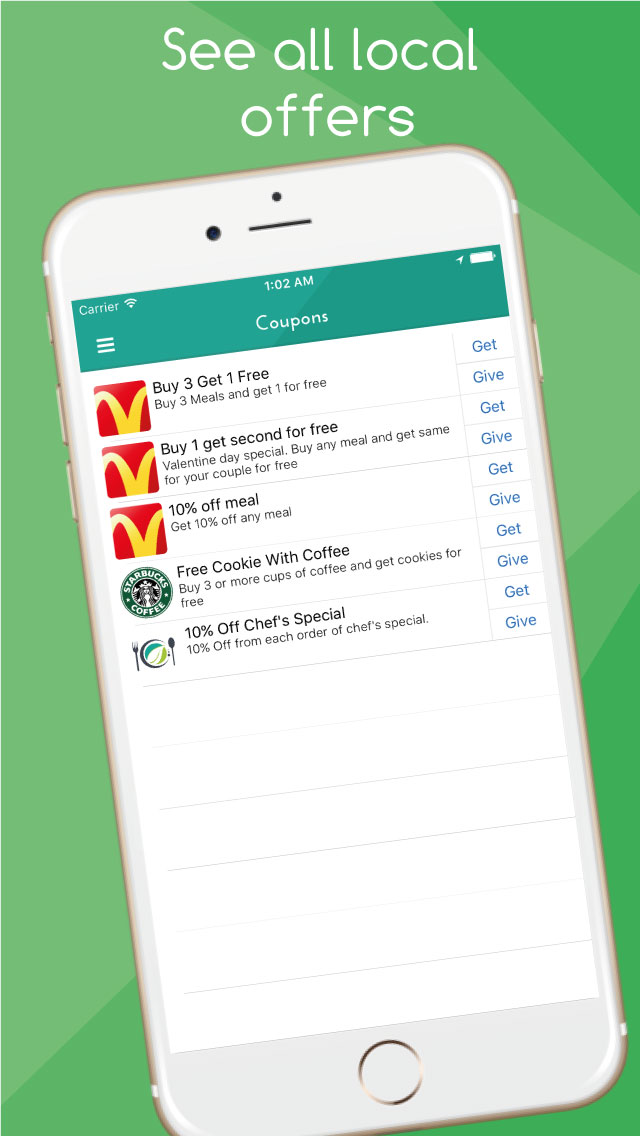 See all local
offers
Carrier
1:02 AM
Coupons
Buy 3 Get 1 Free
Buy 3 Meals and get 1 for free
Get
Give
Buy 1 get second for free
Valentine day special. Buy any meal and get same
for your couple for free
Get
Give
10% off meal
Get 10% off any meal
Get
Give
Free Cookie With Coffee
Buy 3 or more cups of coffee and get cookies for
free
Get
Give
STARBUCKS
COFFEE
10% Off Chef's Special
10% Off from each order of chef's special.
Get
Give